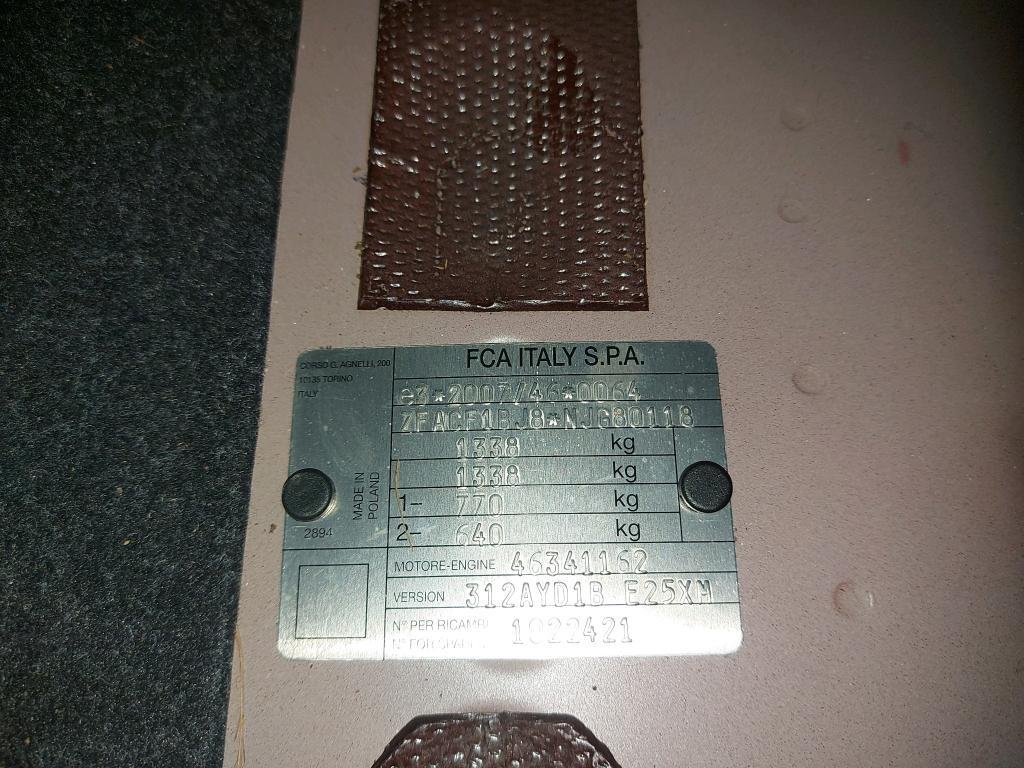 FCA ITALY S.P.A.
CORSO G. AGNELLI, 200
10135 TORINO
ITALY
e3*2007/46*0064
ZFACF1BJ8*NJG80118
1338 kg
1338 kg
1- 770 kg
2- 640 kg
MADE IN
POLAND
2894
MOTORE-ENGINE 46341162
VERSION 312AYD1B E25XM
N° PER RICAMBI 1022421
N° FOR